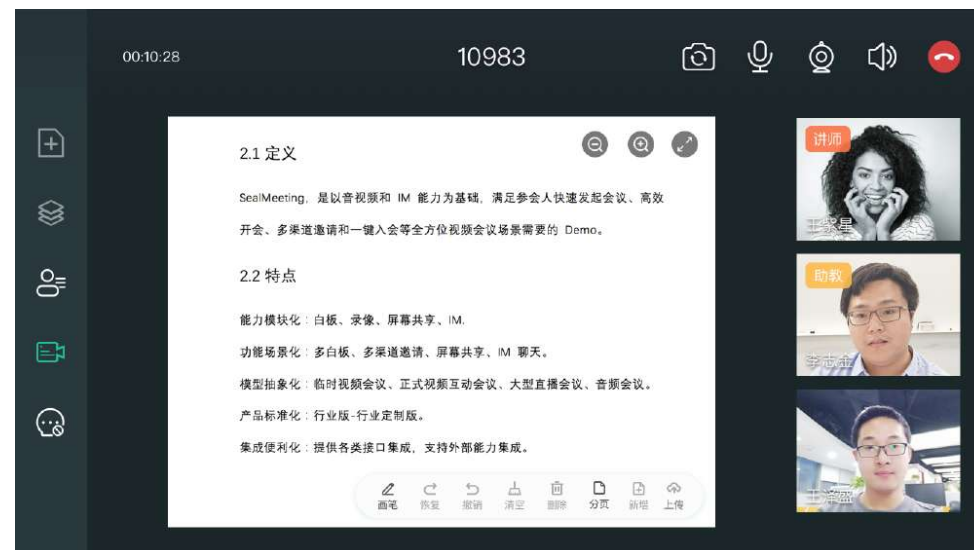 00:10:28
10983
2.1 定义
SealMeeting, 是以音视频和 IM 能力为基础, 满足参会人快速发起会议、高效
开会、多渠道邀请和一键入会等全方位视频会议场景需要的 Demo。
2.2 特点
能力模块化:白板、录像、屏幕共享、IM.
功能场景化:多白板、多渠道邀请、屏幕共享、IM 聊天。
模型抽象化:临时视频会议、正式视频互动会议、大型直播会议、音频会议。
产品标准化:行业版-行业定制版。
集成便利化:提供各类接口集成, 支持外部能力集成。
画笔 恢复 撤销 清空 删除 分页 新增 上传
讲师
助教
李志金